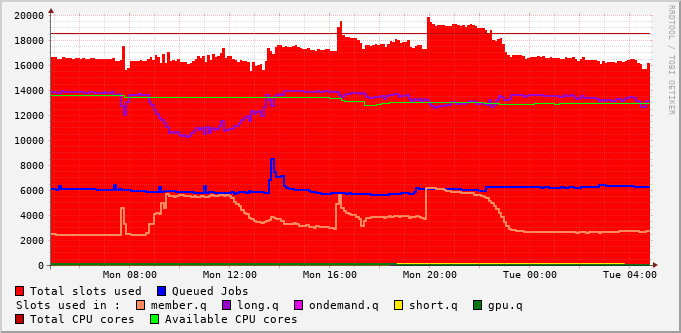 20000
18000
16000
14000
12000
10000
8000
6000
4000
2000
0
Mon 08:00 Mon 12:00 Mon 16:00 Mon 20:00 Tue 00:00 Tue 04:00
Total slots used Queued Jobs
Slots used in : member.q long.q ondemand.q short.q gpu.q
Total CPU cores Available CPU cores
RRDTOOL / TOBI OETIKER